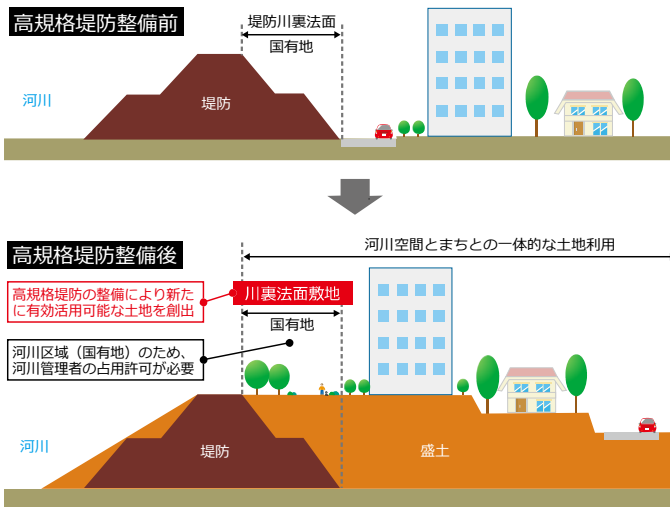 高規格堤防整備前
堤防川裏法面
国有地
河川
堤防
高規格堤防整備後
河川空間とまちとの一体的な土地利用
高規格堤防の整備により新た
に有効活用可能な土地を創出
川裏法面敷地
国有地
河川区域（国有地）のため、
河川管理者の占用許可が必要
河川
堤防
盛土